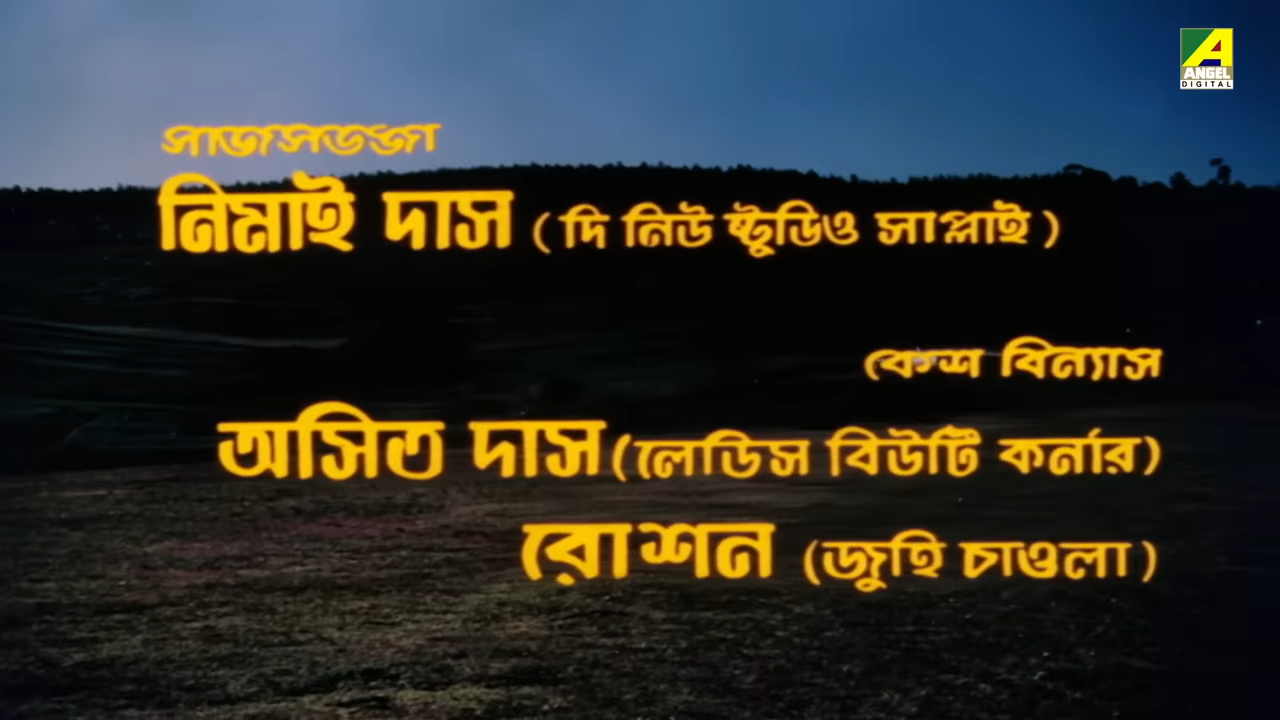 A
ANGEL
DIGITAL
সাজসজ্জা
নিমাই দাস ( দি নিউ ষ্টুডিও সাপ্লাই )
কেশ বিন্যাস
অসিত দাস (লেডিস বিউটি কর্নার)
রোশন (জুহি চাওলা )